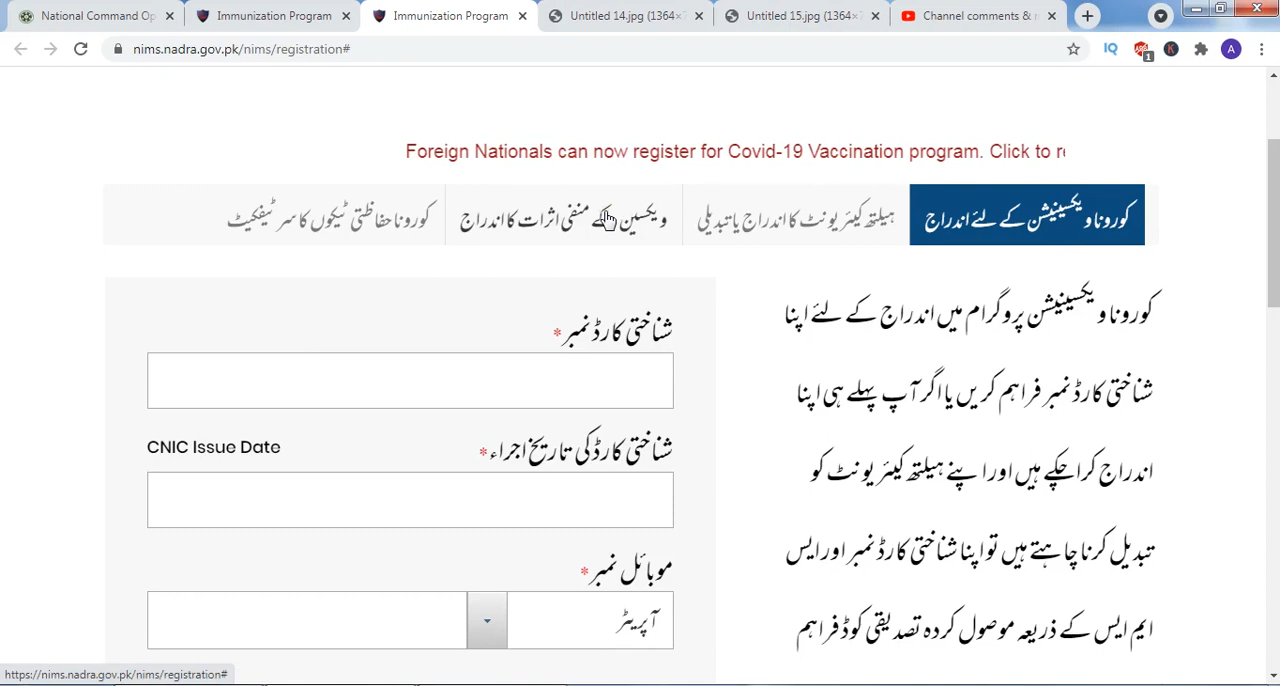 National Command Op
Immunization Program
Immunization Program
Untitled 14.jpg (1364×
Untitled 15.jpg (1364×
Channel comments & m
nims.nadra.gov.pk/nims/registration#
IQ
1
K
A
Foreign Nationals can now register for Covid-19 Vaccination program. Click to re
کورونا ویکسینیشن کے لئے اندراج
ہیلتھ کیئر یونٹ کا اندراج یا تبدیلی
ویکسین کے منفی اثرات کا اندراج
کورونا حفاظتی ٹیکوں کا سرٹیفکیٹ
کورونا ویکسینیشن پروگرام میں اندراج کے لئے اپنا
شناختی کارڈ نمبر فراہم کریں یا اگر آپ پہلے ہی اپنا
اندراج کرا چکے ہیں اور اپنے ہیلتھ کیئر یونٹ کو
تبدیل کرنا چاہتے ہیں تو اپنا شناختی کارڈ نمبر اور ایس
ایم ایس کے ذریعہ موصول کردہ تصدیقی کوڈ فراہم
شناختی کارڈ نمبر *
CNIC Issue Date
شناختی کارڈ کی تاریخ اجراء *
موبائل نمبر *
آپریٹر
https://nims.nadra.gov.pk/nims/registration#